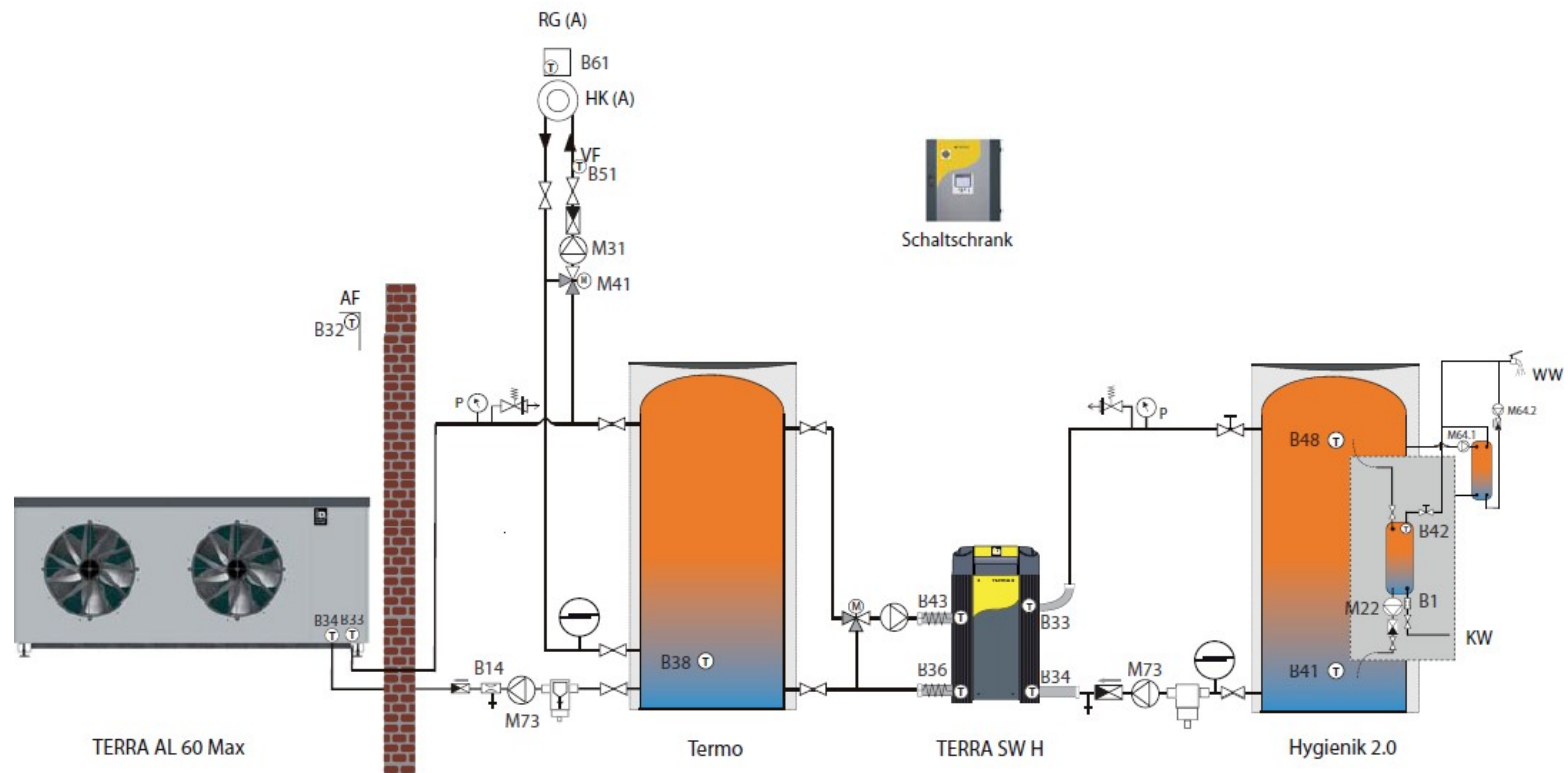 RG (A)
B61
HK (A)
VF
B51
M31
M41
Schaltschrank
AF
B32
P
P
WW
M64.2
M64.1
B48
B42
B1
M22
KW
B41
B34
B33
B14
M73
B38
M
B43
B33
B36
B34
M73
TERRA AL 60 Max
Termo
TERRA SW H
Hygienik 2.0